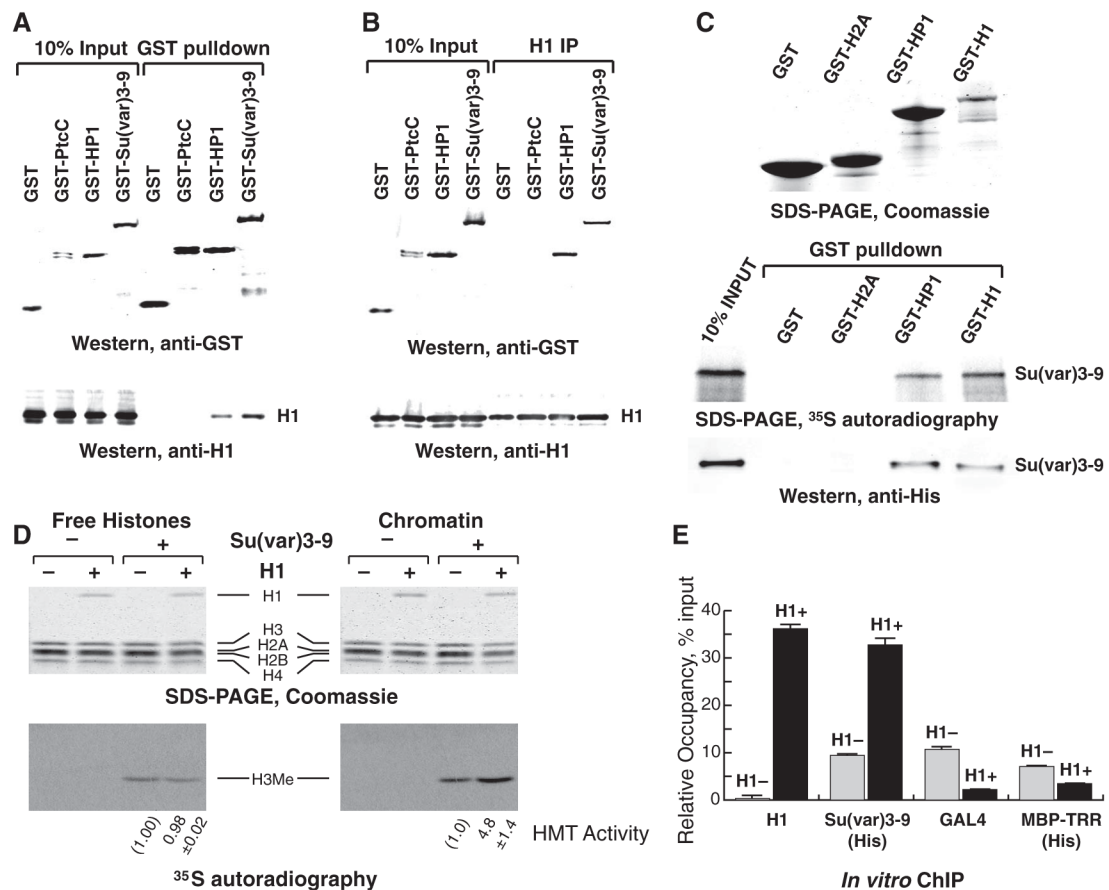 A
10% Input
GST pulldown
GST
GST-PtcC
GST-HP1
GST-Su(var)3-9
GST
GST-PtcC
GST-HP1
GST-Su(var)3-9
Western, anti-GST
H1
Western, anti-H1
B
10% Input
H1 IP
GST
GST-PtcC
GST-HP1
GST-Su(var)3-9
GST
GST-PtcC
GST-HP1
GST-Su(var)3-9
Western, anti-GST
H1
Western, anti-H1
C
GST
GST-H2A
GST-HP1
GST-H1
SDS-PAGE, Coomassie
GST pulldown
10% INPUT
GST
GST-H2A
GST-HP1
GST-H1
Su(var)3-9
SDS-PAGE, ³⁵S autoradiography
Su(var)3-9
Western, anti-His
D
Free Histones
Chromatin
– + Su(var)3-9 – +
– + – + H1 – + – +
H1
H3
H2A
H2B
H4
SDS-PAGE, Coomassie
H3Me
(1.00) 0.98 ±0.02 (1.0) 4.8 ±1.4 HMT Activity
³⁵S autoradiography
E
Relative Occupancy, % input
40
30
20
10
0
H1–
H1+
H1–
H1+
H1–
H1+
H1–
H1+
H1
Su(var)3-9 (His)
GAL4
MBP-TRR (His)
In vitro ChIP